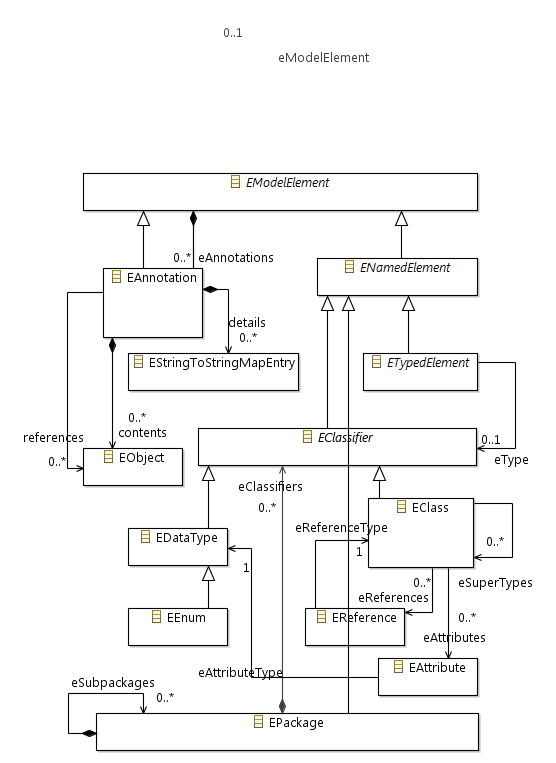 0..1
eModelElement
EModelElement
0..* eAnnotations
EAnnotation
ENamedElement
details
0..*
EStringToStringMapEntry
ETypedElement
0..*
contents
references
0..*
EObject
EClassifier
0..1
eType
eClassifiers
0..*
EClass
eReferenceType
1
0..*
EDataType
1
0..*
eSuperTypes
eReferences
0..*
EEnum
EReference
eAttributes
EAttribute
eAttributeType
eSubpackages
0..*
EPackage